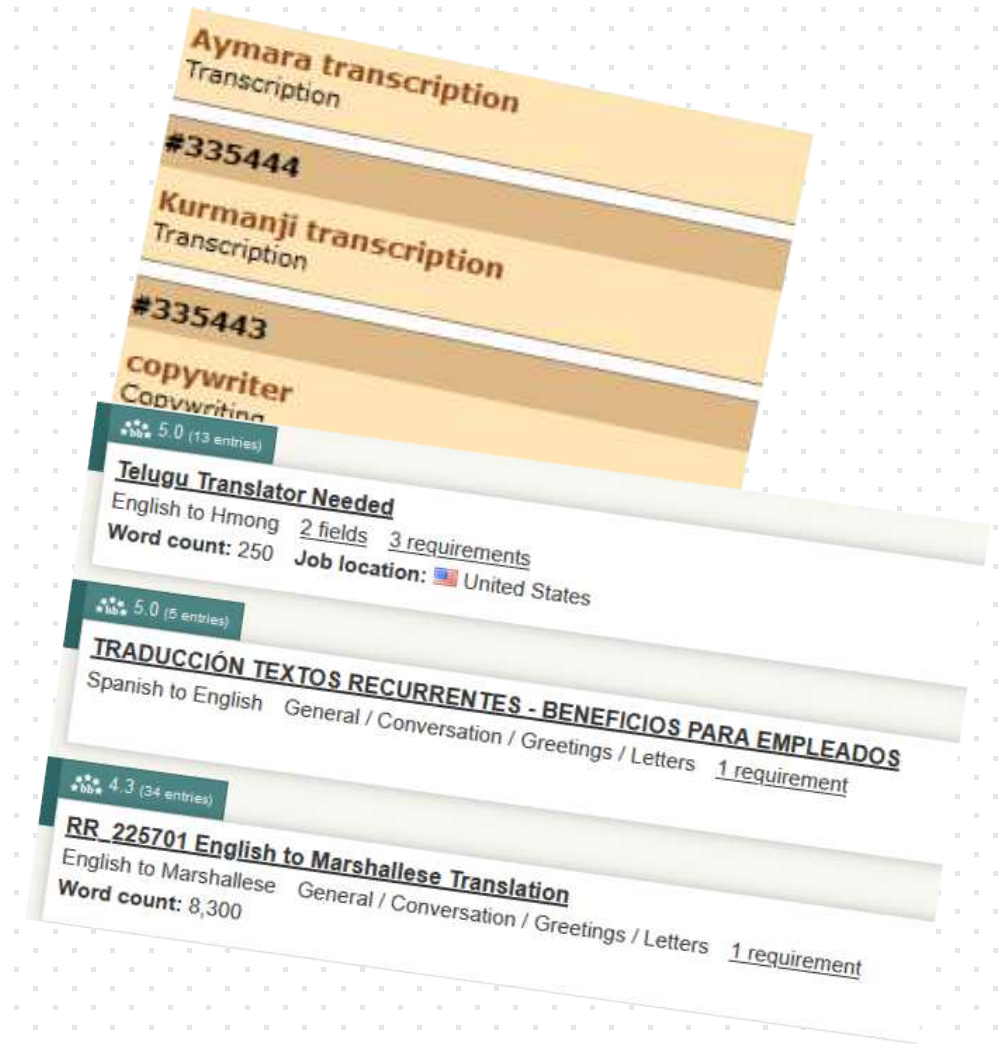 Aymara transcription
Transcription
#335444
Kurmanji transcription
Transcription
#335443
copywriter
Copywriting
5.0 (13 entries)
Telugu Translator Needed
English to Hmong 2 fields 3 requirements
Word count: 250 Job location: United States
5.0 (5 entries)
TRADUCCIÓN TEXTOS RECURRENTES - BENEFICIOS PARA EMPLEADOS
Spanish to English General / Conversation / Greetings / Letters 1 requirement
4.3 (34 entries)
RR_225701 English to Marshallese Translation
English to Marshallese General / Conversation / Greetings / Letters 1 requirement
Word count: 8,300